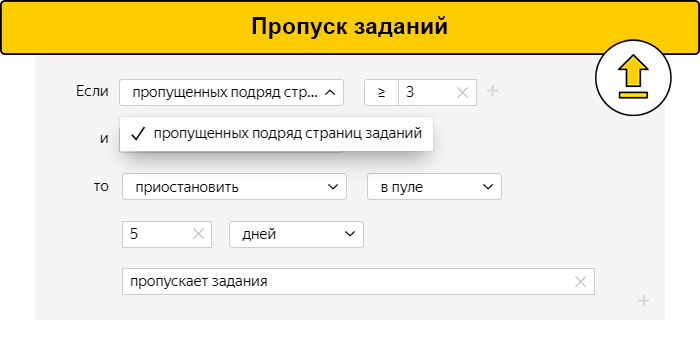 Пропуск заданий
Если пропущенных подряд стр... ≥ 3
и пропущенных подряд страниц заданий
то приостановить в пуле
5 дней
пропускает задания